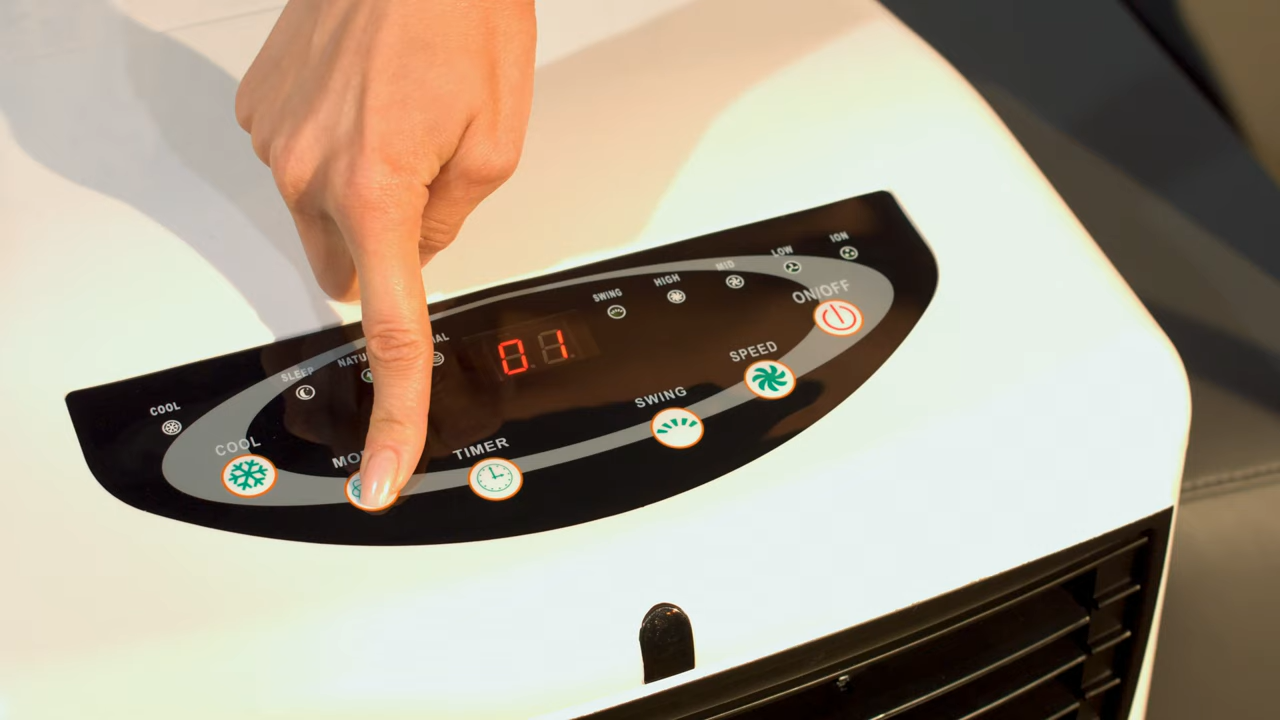 COOL
SLEEP
SWING
HIGH
MID
LOW
ION
01
COOL
TIMER
SWING
SPEED
ON/OFF